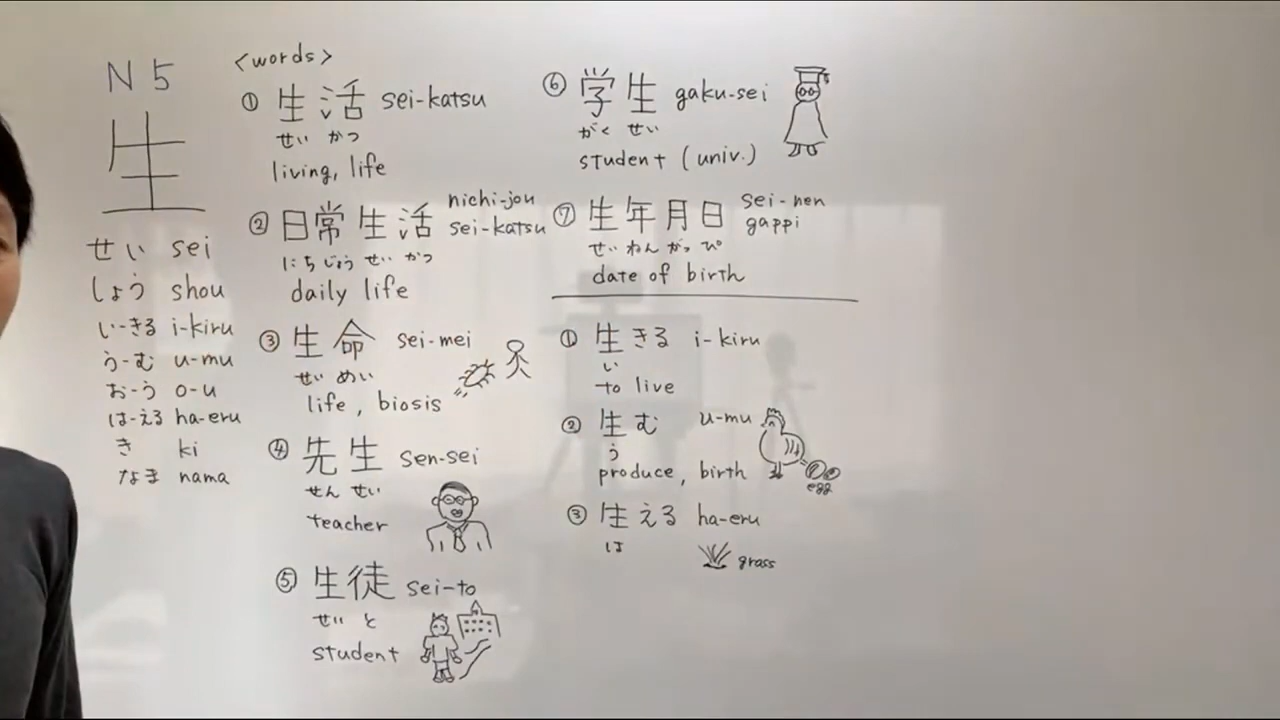 N5
生
せい sei
しょう shou
い-きる i-kiru
う-む u-mu
お-う o-u
は-える ha-eru
き ki
なま nama
<words>
① 生活 sei-katsu
せい かつ
living, life
② 日常生活 nichi-jou sei-katsu
にち じょう せい かつ
daily life
③ 生命 sei-mei
せい めい
life, biosis
④ 先生 sen-sei
せん せい
teacher
⑤ 生徒 sei-to
せい と
student
⑥ 学生 gaku-sei
がく せい
student (univ.)
⑦ 生年月日 sei-nen gappi
せい ねん がっ ぴ
date of birth
① 生きる i-kiru
い
to live
② 生む u-mu
う
produce, birth
egg
③ 生える ha-eru
は
grass